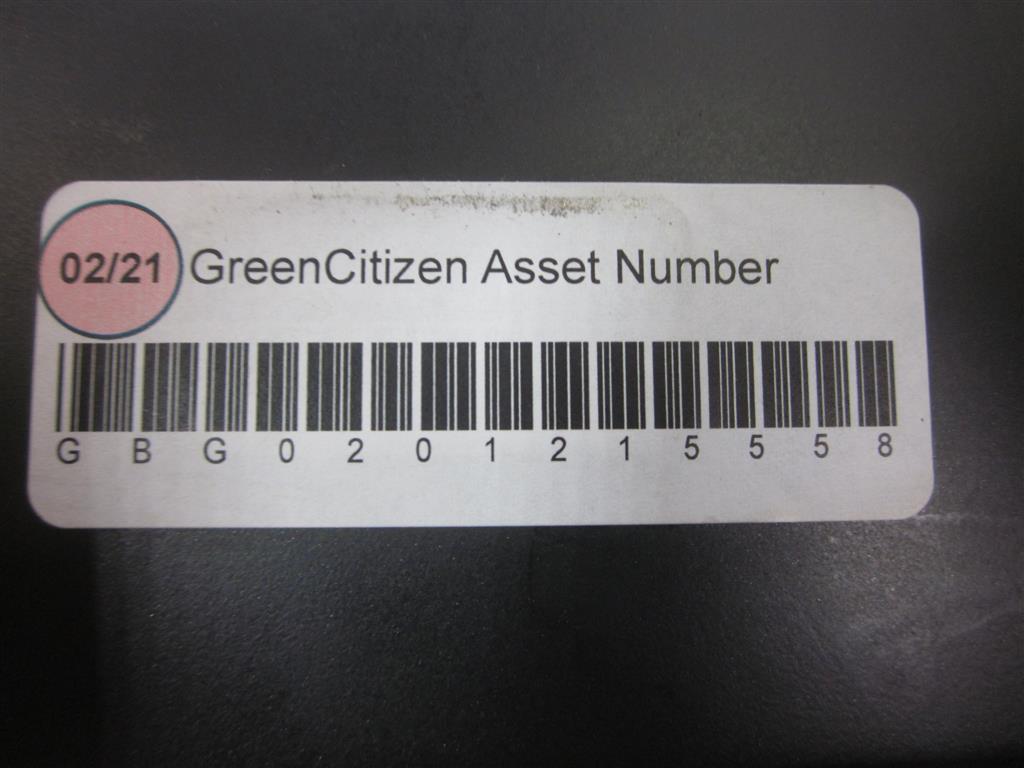 02/21 GreenCitizen Asset Number
G B G 0 2 0 1 2 1 5 5 5 8